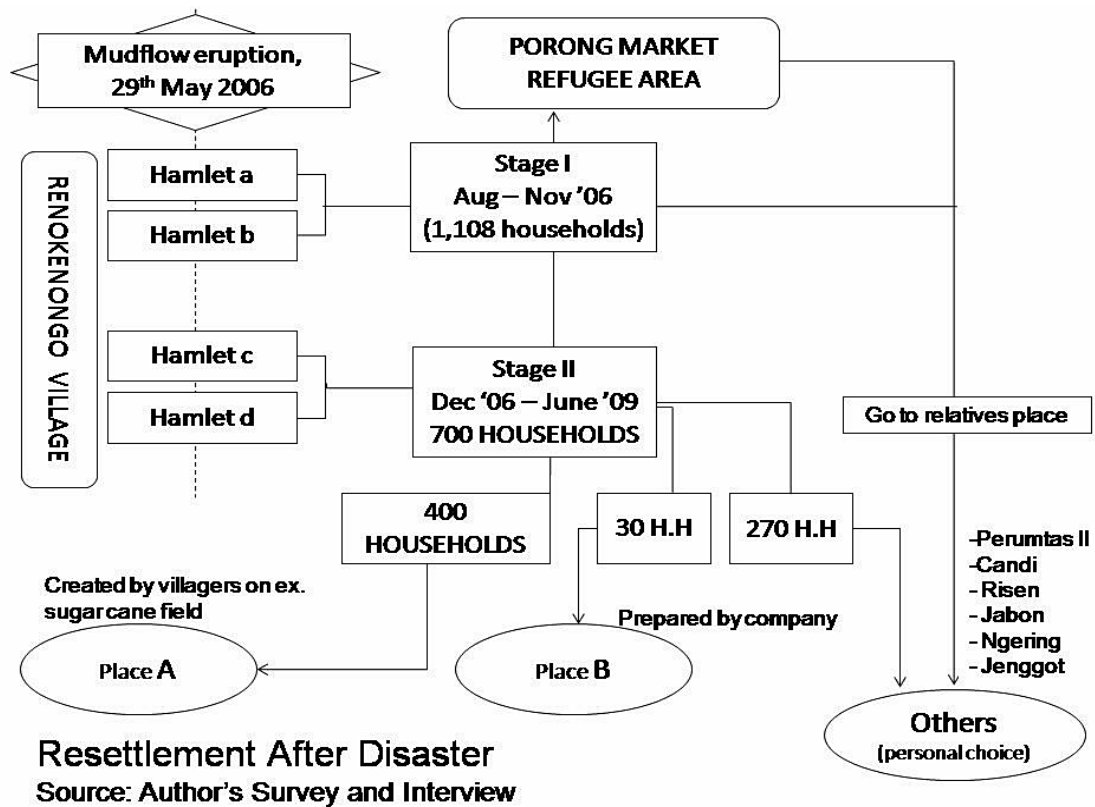 Mudflow eruption,
29th May 2006
PORONG MARKET
REFUGEE AREA
RENOKENONGO VILLAGE
Hamlet a
Hamlet b
Stage I
Aug – Nov ’06
(1,108 households)
Hamlet c
Hamlet d
Stage II
Dec ‘06 – June ’09
700 HOUSEHOLDS
Go to relatives place
400
HOUSEHOLDS
30 H.H
270 H.H
-Perumtas II
-Candi
- Risen
- Jabon
- Ngering
- Jenggot
Created by villagers on ex.
sugar cane field
Prepared by company
Place A
Place B
Others
(personal choice)
Resettlement After Disaster
Source: Author’s Survey and Interview